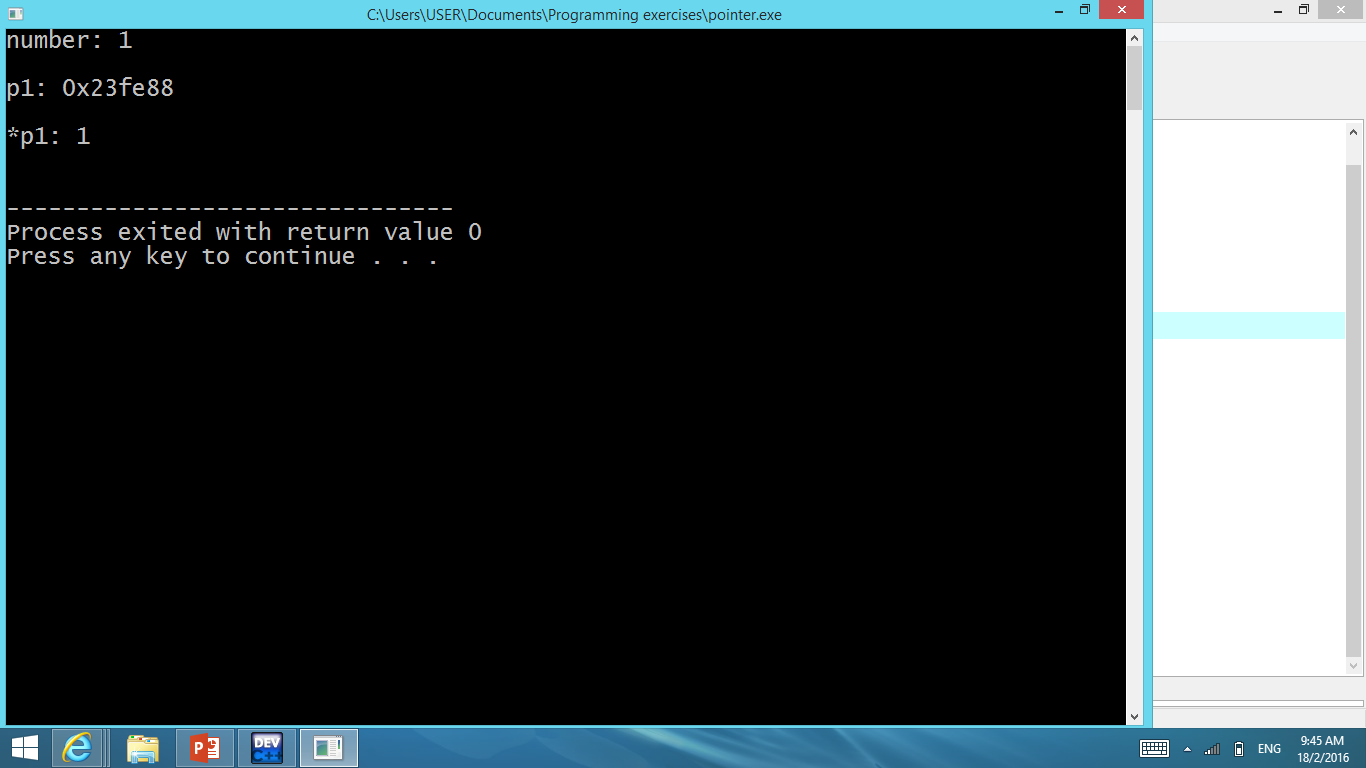 C:\Users\USER\Documents\Programming exercises\pointer.exe
number: 1
p1: 0x23fe88
*p1: 1
--------------------------------
Process exited with return value 0
Press any key to continue . . .
DEV
C++
ENG
9:45 AM
18/2/2016